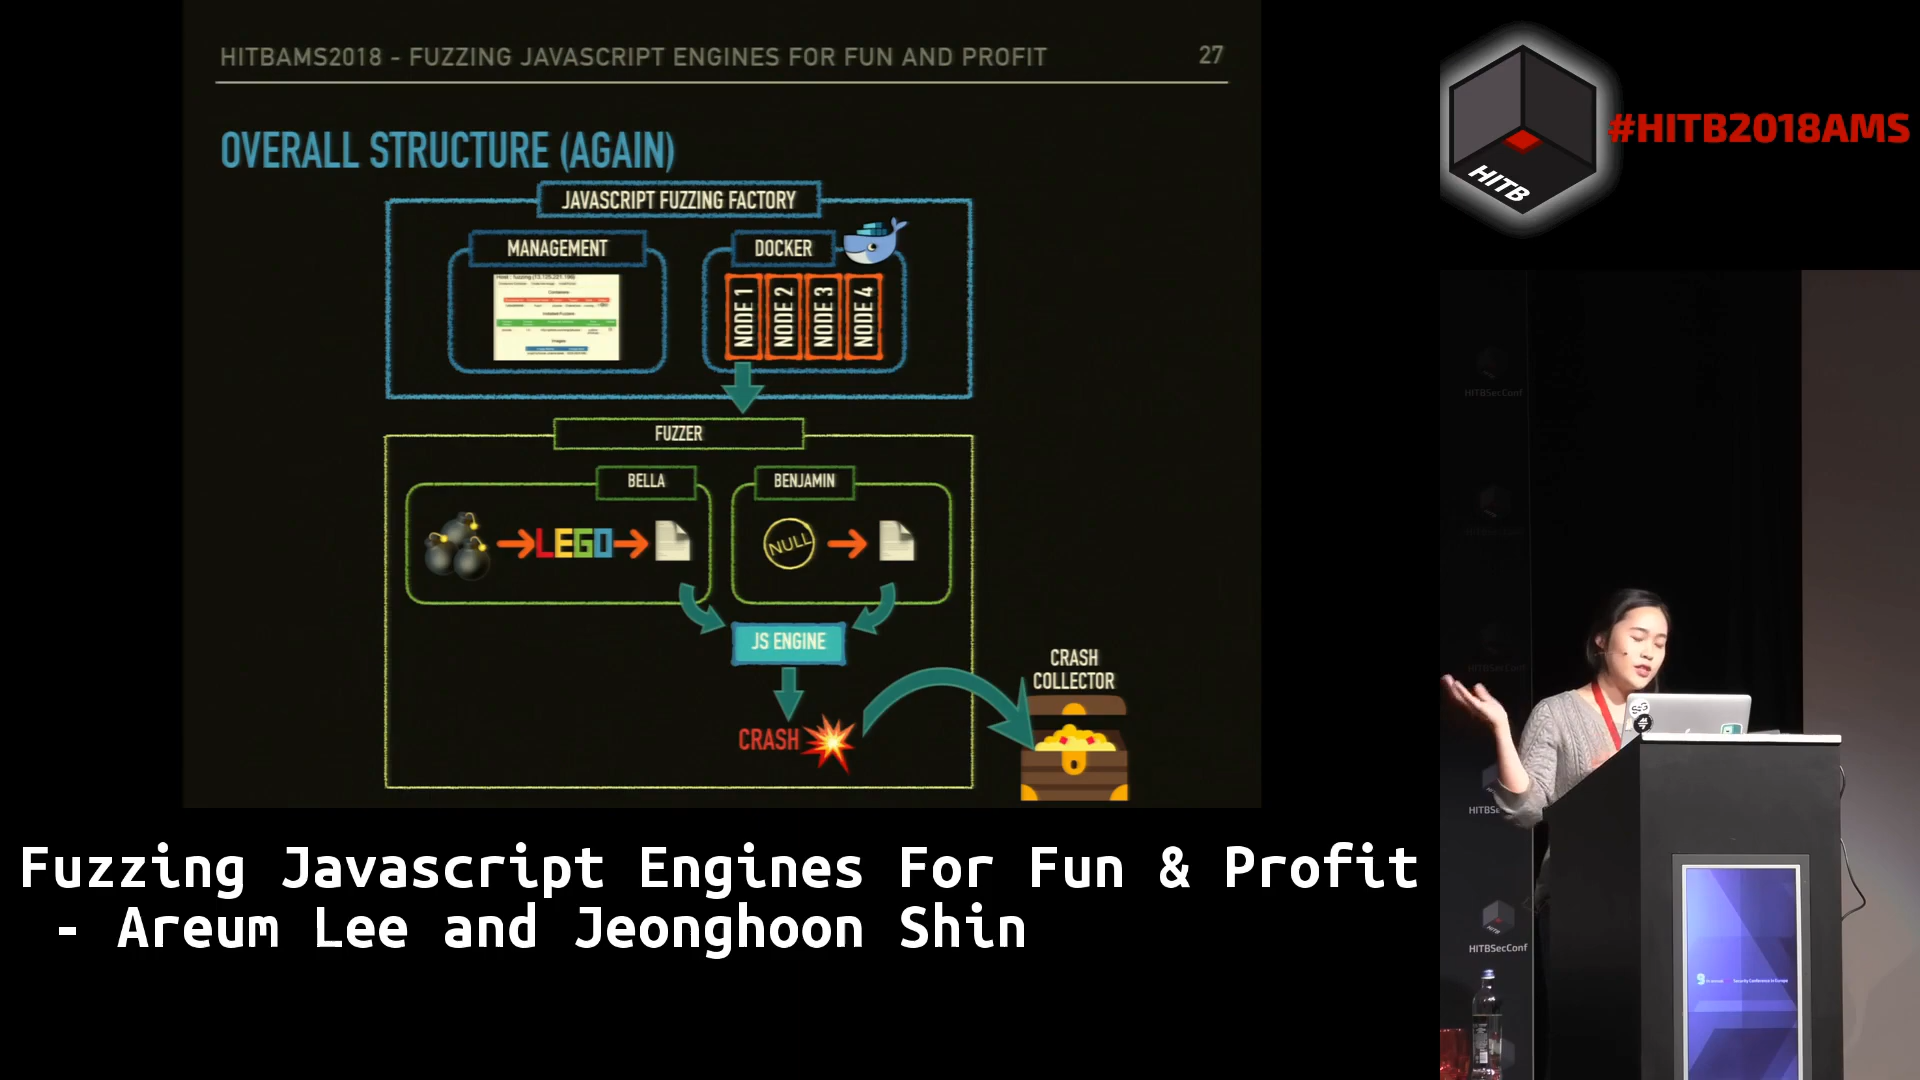 HITBAMS2018 - FUZZING JAVASCRIPT ENGINES FOR FUN AND PROFIT
27
OVERALL STRUCTURE (AGAIN)
JAVASCRIPT FUZZING FACTORY
MANAGEMENT
DOCKER
NODE 1
NODE 2
NODE 3
NODE 4
FUZZER
BELLA
BENJAMIN
LEGO
NULL
JS ENGINE
CRASH
CRASH
COLLECTOR
HITB
#HITB2018AMS
HITBSecConf
HITBSecConf
Fuzzing Javascript Engines For Fun & Profit
- Areum Lee and Jeonghoon Shin